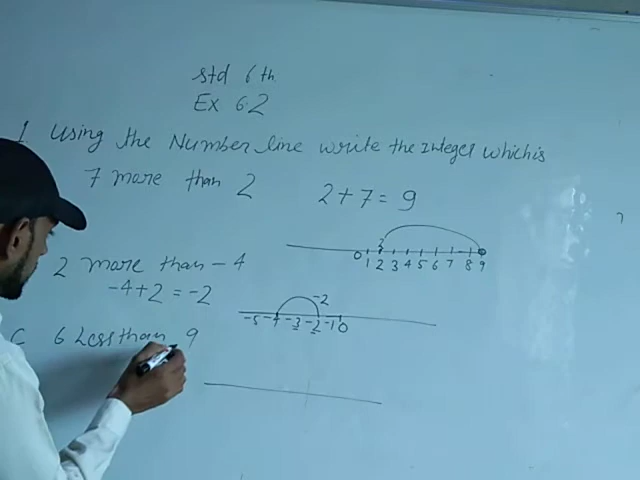 Std 6th
Ex 6.2
1 Using the Number line write the Integer which is
7 more than 2 2+7=9
2
0 1 2 3 4 5 6 7 8 9
2 more than -4
-4+2=-2
-2
-5 -4 -3 -2 -1 0
C 6 Less than 9